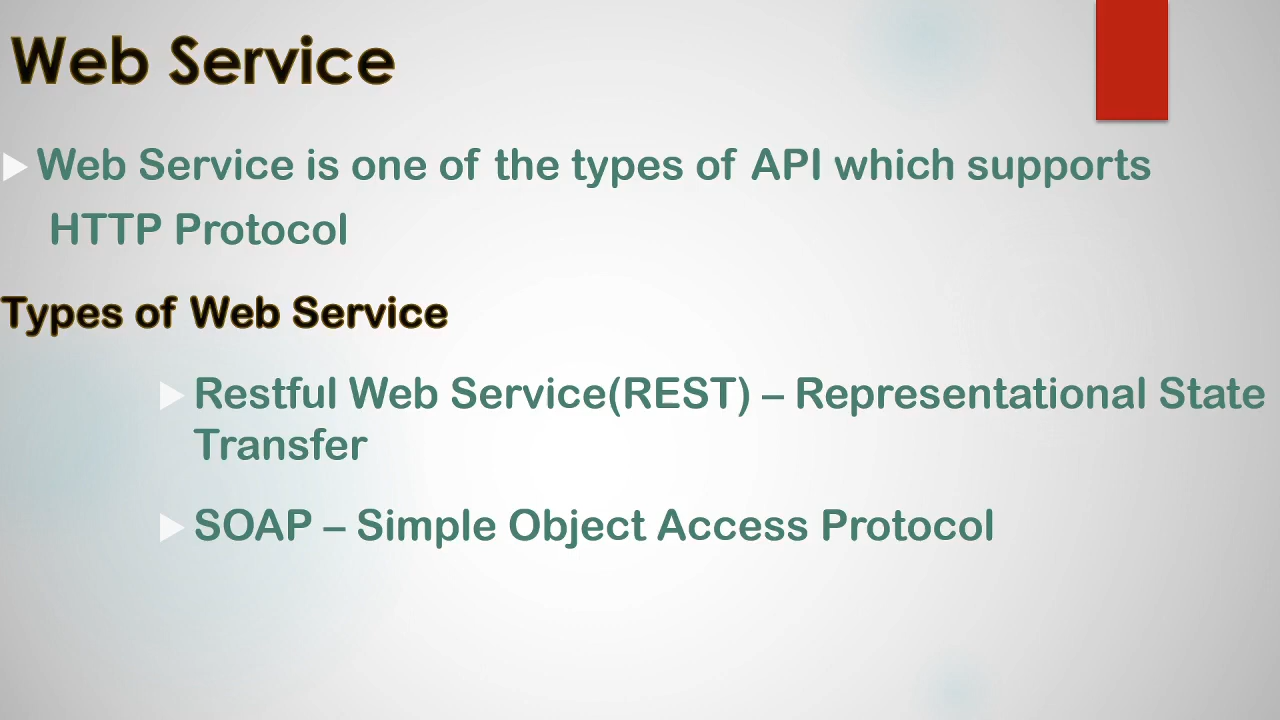 Web Service
Web Service is one of the types of API which supports
HTTP Protocol
Types of Web Service
Restful Web Service(REST) – Representational State
Transfer
SOAP – Simple Object Access Protocol